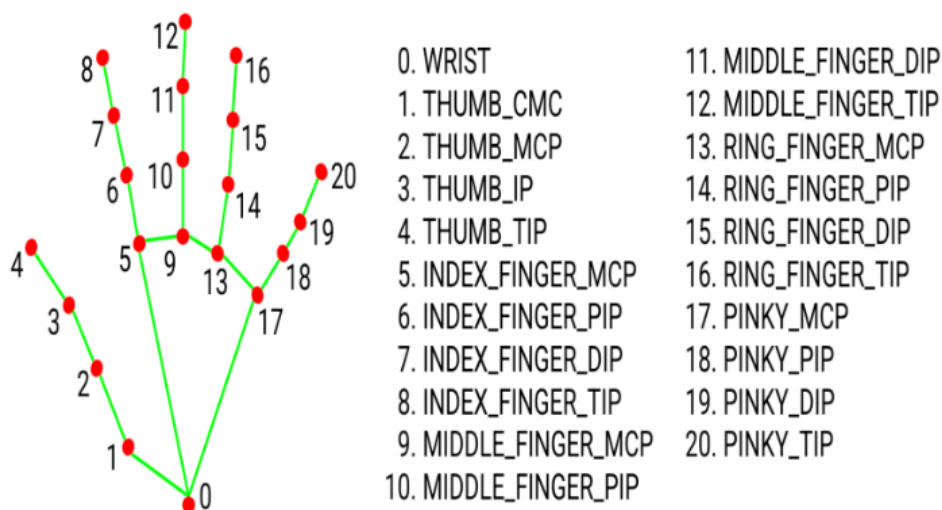 12
8
16
11
7
15
10
6
20
14
19
4
5
9
18
13
3
17
2
1
0
0. WRIST
1. THUMB_CMC
2. THUMB_MCP
3. THUMB_IP
4. THUMB_TIP
5. INDEX_FINGER_MCP
6. INDEX_FINGER_PIP
7. INDEX_FINGER_DIP
8. INDEX_FINGER_TIP
9. MIDDLE_FINGER_MCP
10. MIDDLE_FINGER_PIP
11. MIDDLE_FINGER_DIP
12. MIDDLE_FINGER_TIP
13. RING_FINGER_MCP
14. RING_FINGER_PIP
15. RING_FINGER_DIP
16. RING_FINGER_TIP
17. PINKY_MCP
18. PINKY_PIP
19. PINKY_DIP
20. PINKY_TIP